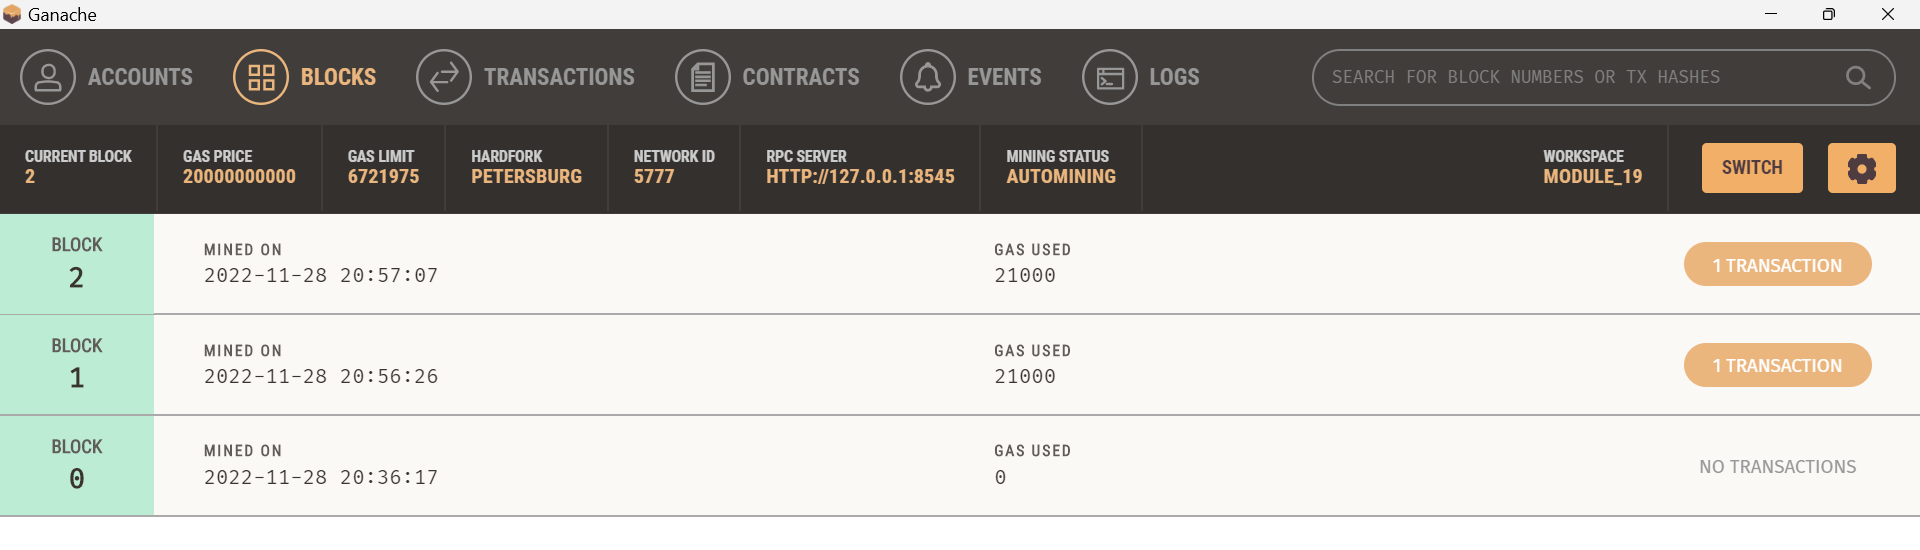 Ganache
ACCOUNTS BLOCKS TRANSACTIONS CONTRACTS EVENTS LOGS SEARCH FOR BLOCK NUMBERS OR TX HASHES
CURRENT BLOCK GAS PRICE GAS LIMIT HARDFORK NETWORK ID RPC SERVER MINING STATUS WORKSPACE SWITCH
2 20000000000 6721975 PETERSBURG 5777 HTTP://127.0.0.1:8545 AUTOMINING MODULE_19
BLOCK MINED ON GAS USED
2 2022-11-28 20:57:07 21000 1 TRANSACTION
BLOCK MINED ON GAS USED
1 2022-11-28 20:56:26 21000 1 TRANSACTION
BLOCK MINED ON GAS USED
0 2022-11-28 20:36:17 0 NO TRANSACTIONS